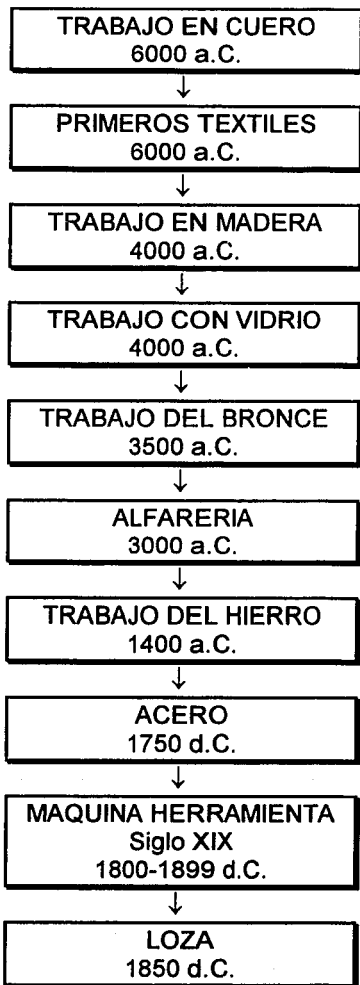 TRABAJO EN CUERO
6000 a.C.
PRIMEROS TEXTILES
6000 a.C.
TRABAJO EN MADERA
4000 a.C.
TRABAJO CON VIDRIO
4000 a.C.
TRABAJO DEL BRONCE
3500 a.C.
ALFARERIA
3000 a.C.
TRABAJO DEL HIERRO
1400 a.C.
ACERO
1750 d.C.
MAQUINA HERRAMIENTA
Siglo XIX
1800-1899 d.C.
LOZA
1850 d.C.